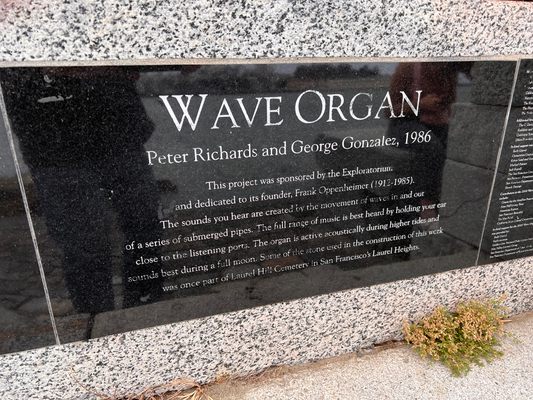 WAVE ORGAN
Peter Richards and George Gonzalez, 1986
This project was sponsored by the Exploratorium
and dedicated to its founder, Frank Oppenheimer (1912-1985).
The sounds you hear are created by the movement of waves in and out
of a series of submerged pipes. The full range of music is best heard by holding your ear
close to the listening ports. The organ is active acoustically during higher tides and
sounds best during a full moon. Some of the stone used in the construction of this work
was once part of Laurel Hill Cemetery in San Francisco's Laurel Heights.